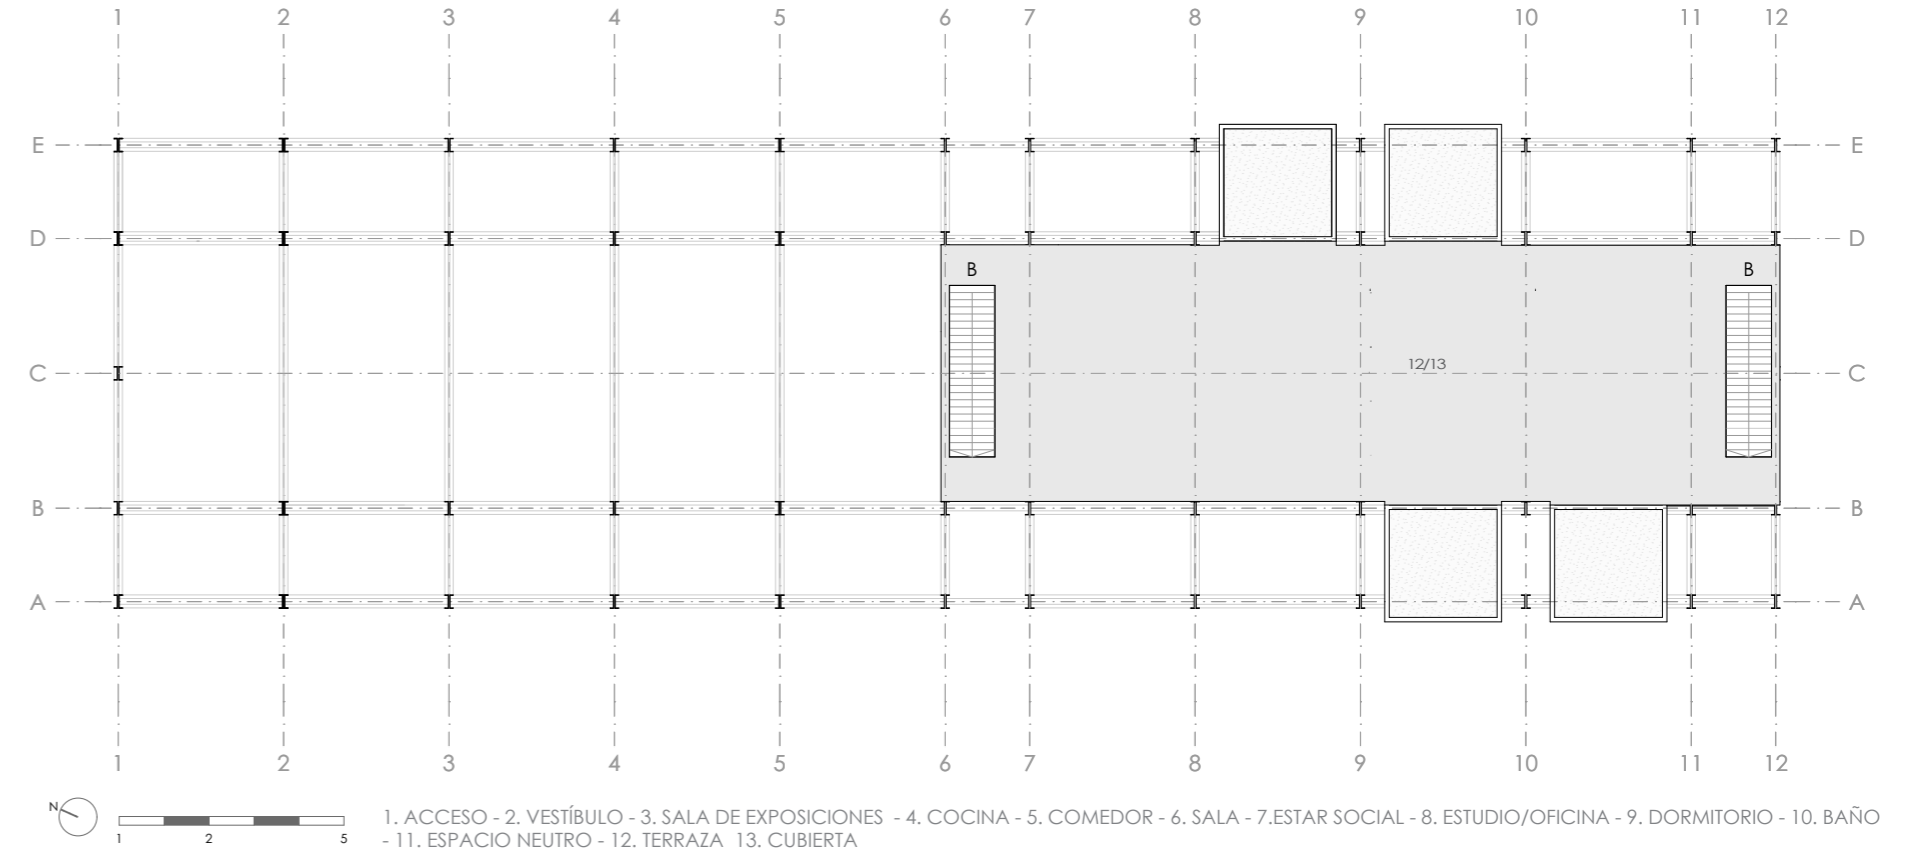 1 2 3 4 5 6 7 8 9 10 11 12
E E
D D
B B
12/13
C C
B B
A A
1 2 3 4 5 6 7 8 9 10 11 12
N
1 2 5
1. ACCESO - 2. VESTÍBULO - 3. SALA DE EXPOSICIONES - 4. COCINA - 5. COMEDOR - 6. SALA - 7.ESTAR SOCIAL - 8. ESTUDIO/OFICINA - 9. DORMITORIO - 10. BAÑO
- 11. ESPACIO NEUTRO - 12. TERRAZA 13. CUBIERTA